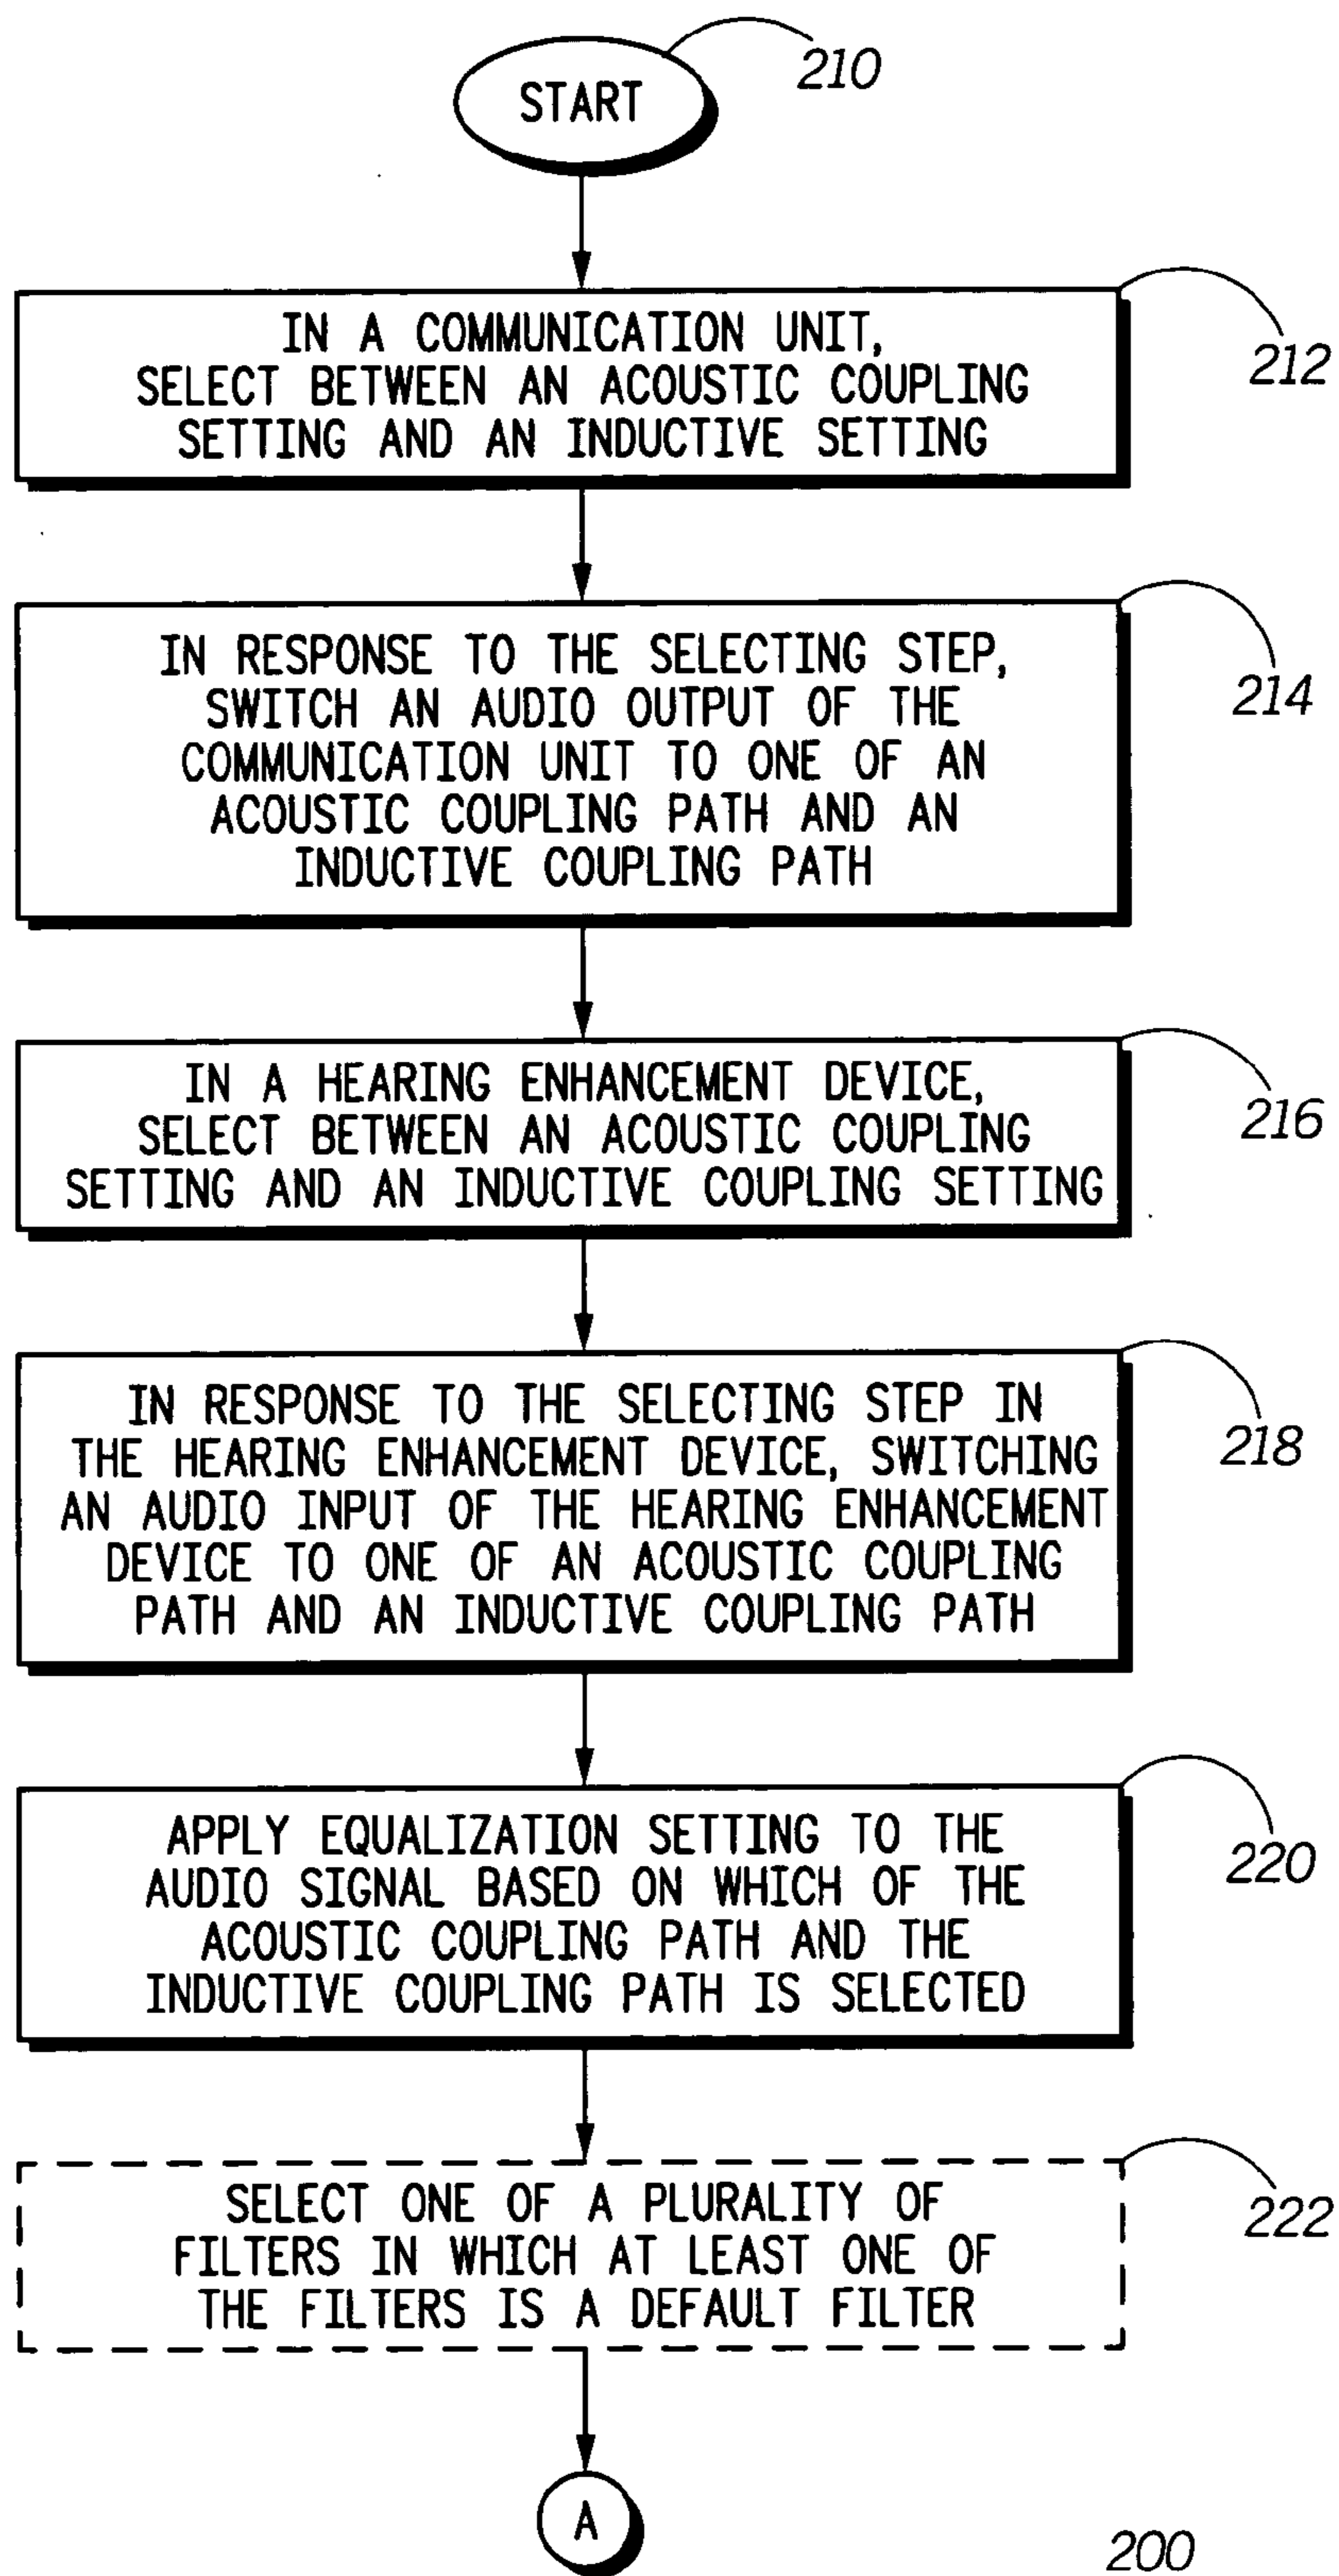 START
210
IN A COMMUNICATION UNIT,
SELECT BETWEEN AN ACOUSTIC COUPLING
SETTING AND AN INDUCTIVE SETTING
212
IN RESPONSE TO THE SELECTING STEP,
SWITCH AN AUDIO OUTPUT OF THE
COMMUNICATION UNIT TO ONE OF AN
ACOUSTIC COUPLING PATH AND AN
INDUCTIVE COUPLING PATH
214
IN A HEARING ENHANCEMENT DEVICE,
SELECT BETWEEN AN ACOUSTIC COUPLING
SETTING AND AN INDUCTIVE COUPLING SETTING
216
IN RESPONSE TO THE SELECTING STEP IN
THE HEARING ENHANCEMENT DEVICE, SWITCHING
AN AUDIO INPUT OF THE HEARING ENHANCEMENT
DEVICE TO ONE OF AN ACOUSTIC COUPLING
PATH AND AN INDUCTIVE COUPLING PATH
218
APPLY EQUALIZATION SETTING TO THE
AUDIO SIGNAL BASED ON WHICH OF THE
ACOUSTIC COUPLING PATH AND THE
INDUCTIVE COUPLING PATH IS SELECTED
220
SELECT ONE OF A PLURALITY OF
FILTERS IN WHICH AT LEAST ONE OF
THE FILTERS IS A DEFAULT FILTER
222
A
200